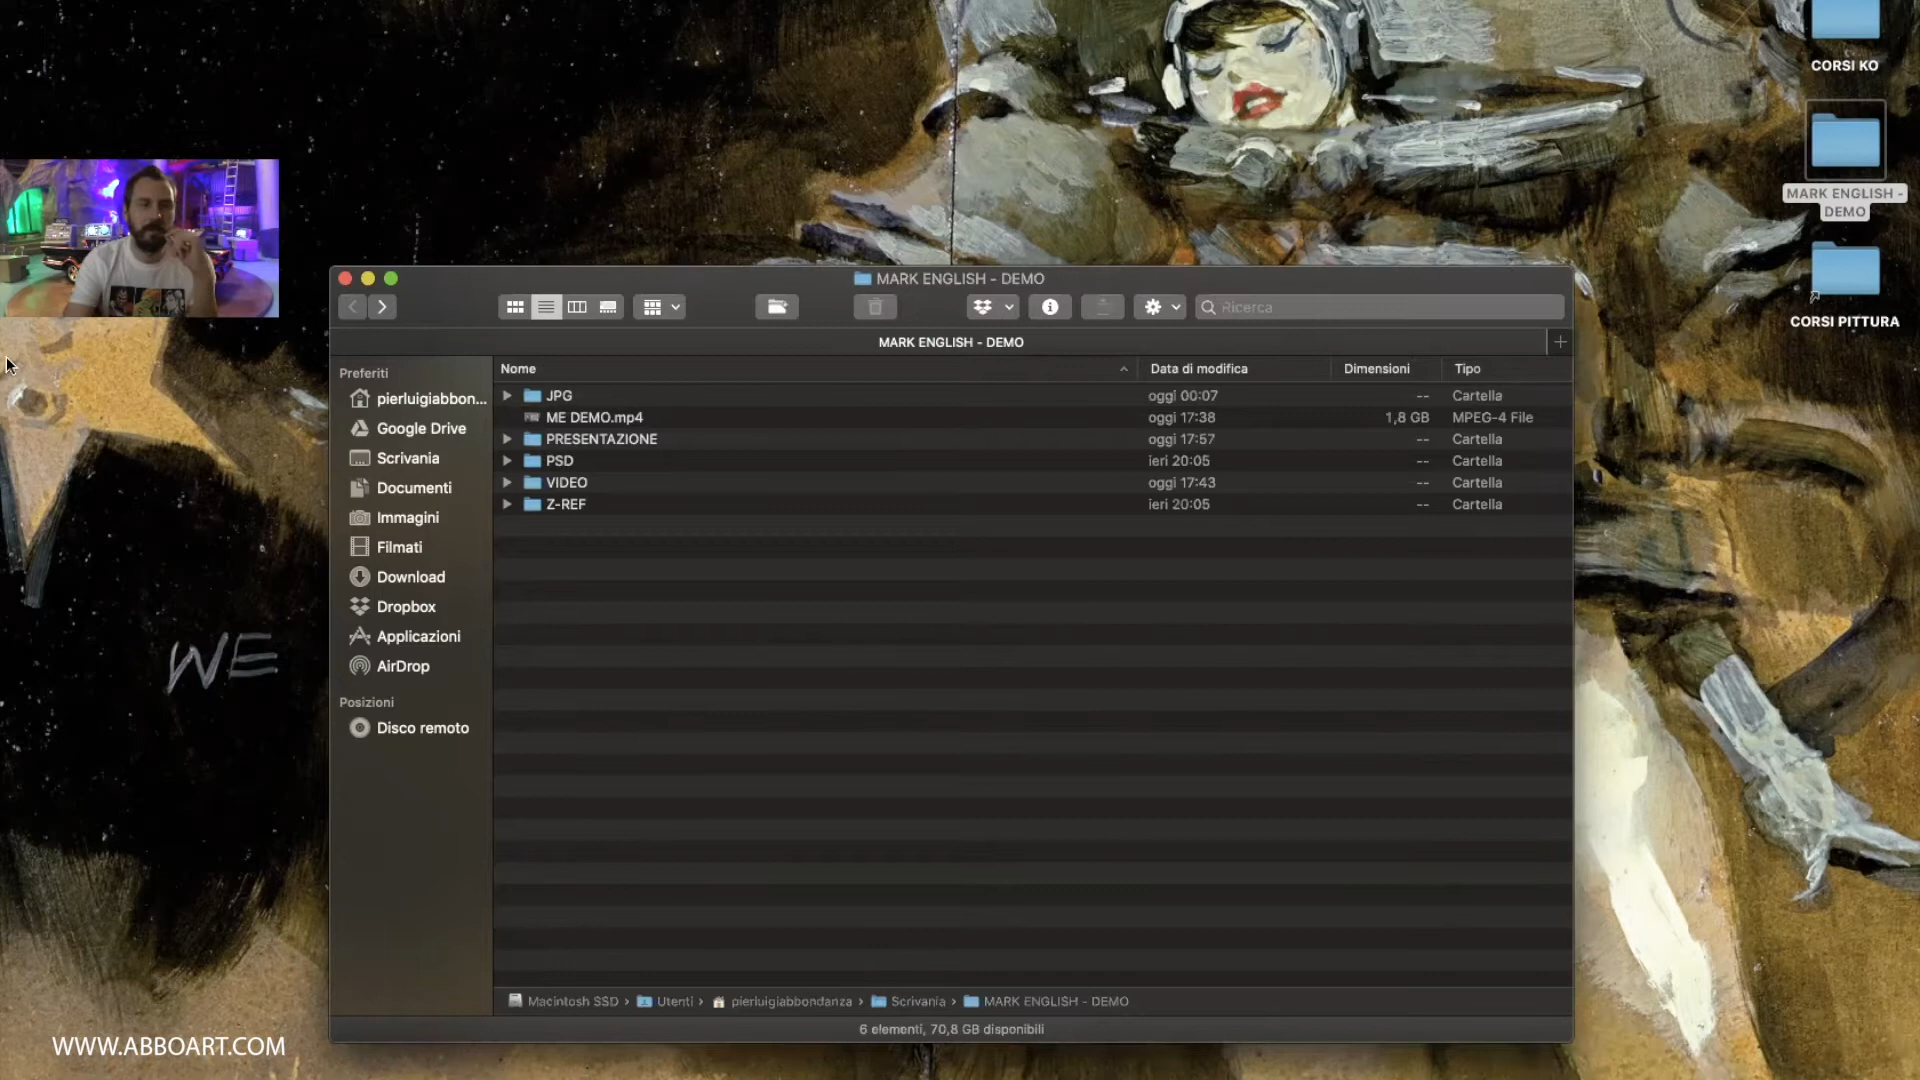 CORSI KO
MARK ENGLISH -
DEMO
CORSI PITTURA
MARK ENGLISH - DEMO
Ricerca
MARK ENGLISH - DEMO
Preferiti
pierluigiabbon...
Google Drive
Scrivania
Documenti
Immagini
Filmati
Download
Dropbox
Applicazioni
AirDrop
Posizioni
Disco remoto
Nome Data di modifica Dimensioni Tipo
JPG oggi 00:07 -- Cartella
ME DEMO.mp4 oggi 17:38 1,8 GB MPEG-4 File
PRESENTAZIONE oggi 17:57 -- Cartella
PSD ieri 20:05 -- Cartella
VIDEO oggi 17:43 -- Cartella
Z-REF ieri 20:05 -- Cartella
Macintosh SSD › Utenti › pierluigiabbondanza › Scrivania › MARK ENGLISH - DEMO
6 elementi, 70,8 GB disponibili
WE
WWW.ABBOART.COM